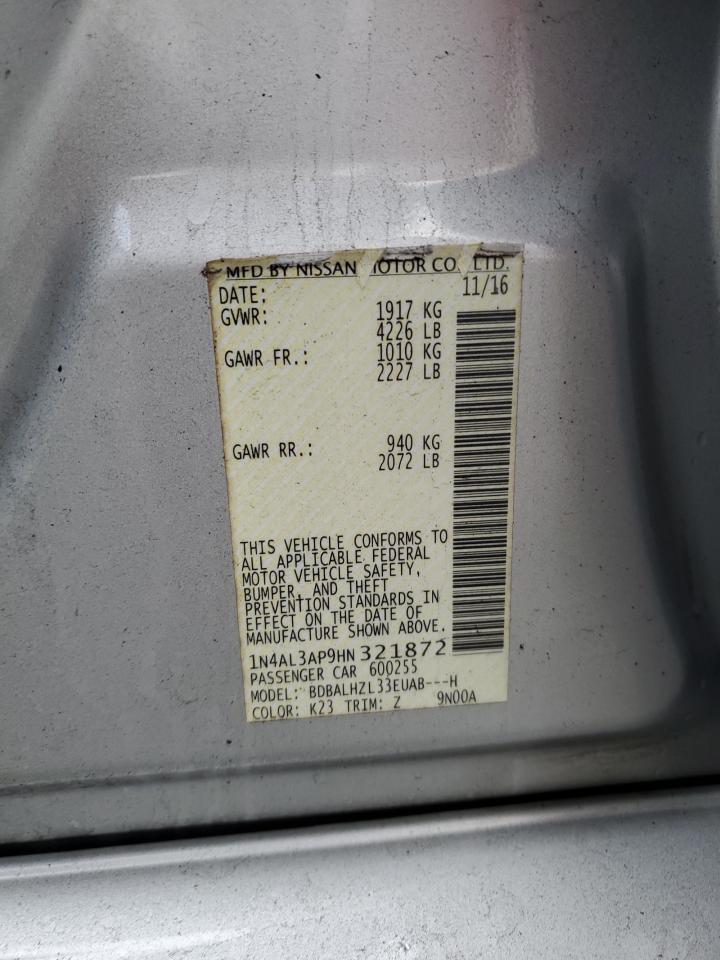 MFD BY NISSAN MOTOR CO. LTD.
DATE: 11/16
GVWR: 1917 KG
4226 LB
GAWR FR.: 1010 KG
2227 LB
GAWR RR.: 940 KG
2072 LB
THIS VEHICLE CONFORMS TO
ALL APPLICABLE FEDERAL
MOTOR VEHICLE SAFETY,
BUMPER, AND THEFT
PREVENTION STANDARDS IN
EFFECT ON THE DATE OF
MANUFACTURE SHOWN ABOVE.
1N4AL3AP9HN 321872
PASSENGER CAR 600255
MODEL: BDBALHZL33EUAB---H
COLOR: K23 TRIM: Z 9N00A